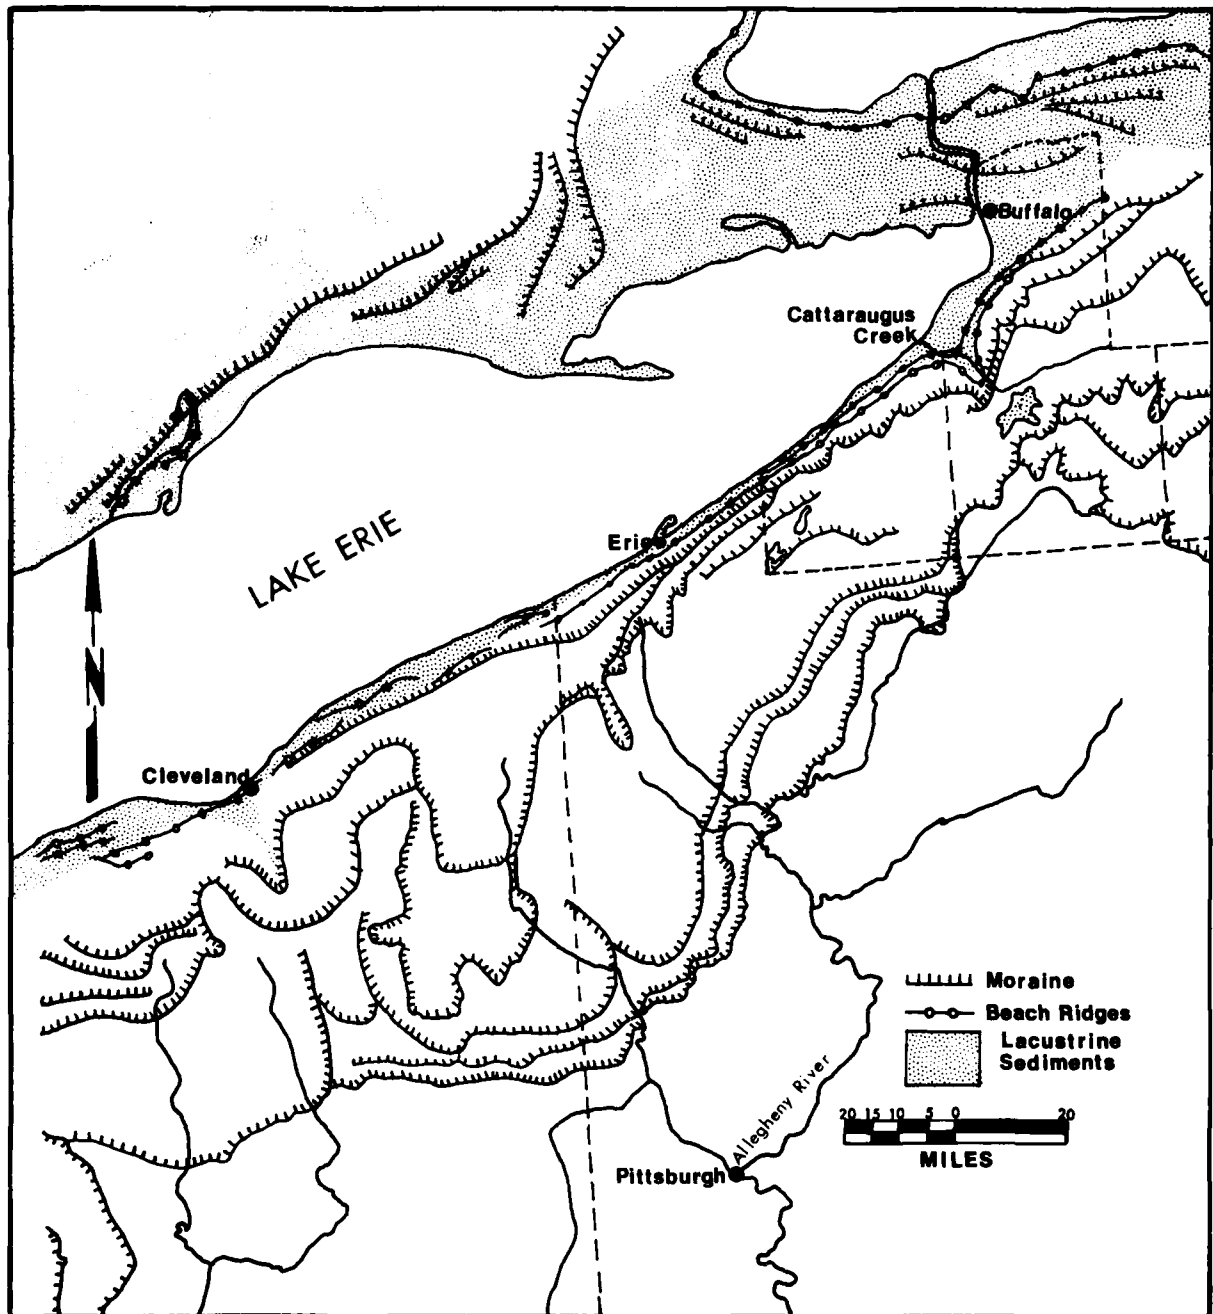 Buffalo
Cattaraugus
Creek
LAKE ERIE
Erie
N
Cleveland
Moraine
Beach Ridges
Lacustrine
Sediments
Allegheny River
20 15 10 5 0 20
MILES
Pittsburgh